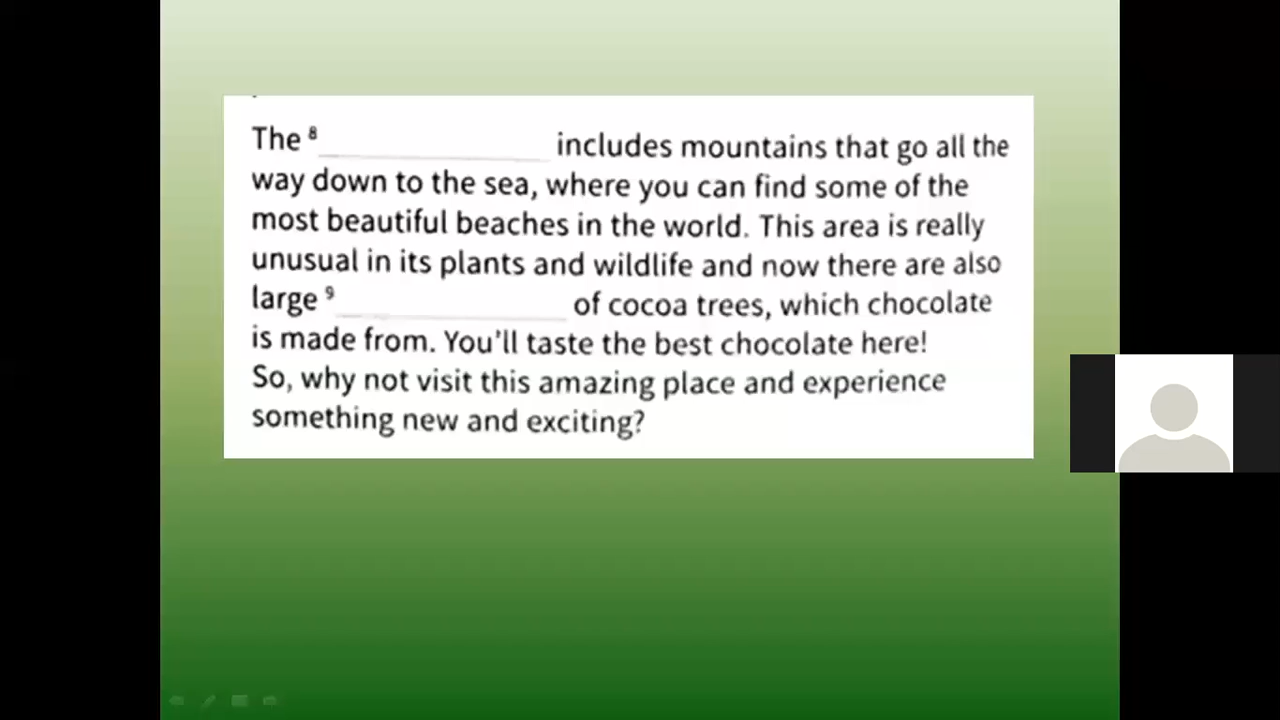 The 8 ______________ includes mountains that go all the
way down to the sea, where you can find some of the
most beautiful beaches in the world. This area is really
unusual in its plants and wildlife and now there are also
large 9 ______________ of cocoa trees, which chocolate
is made from. You'll taste the best chocolate here!
So, why not visit this amazing place and experience
something new and exciting?